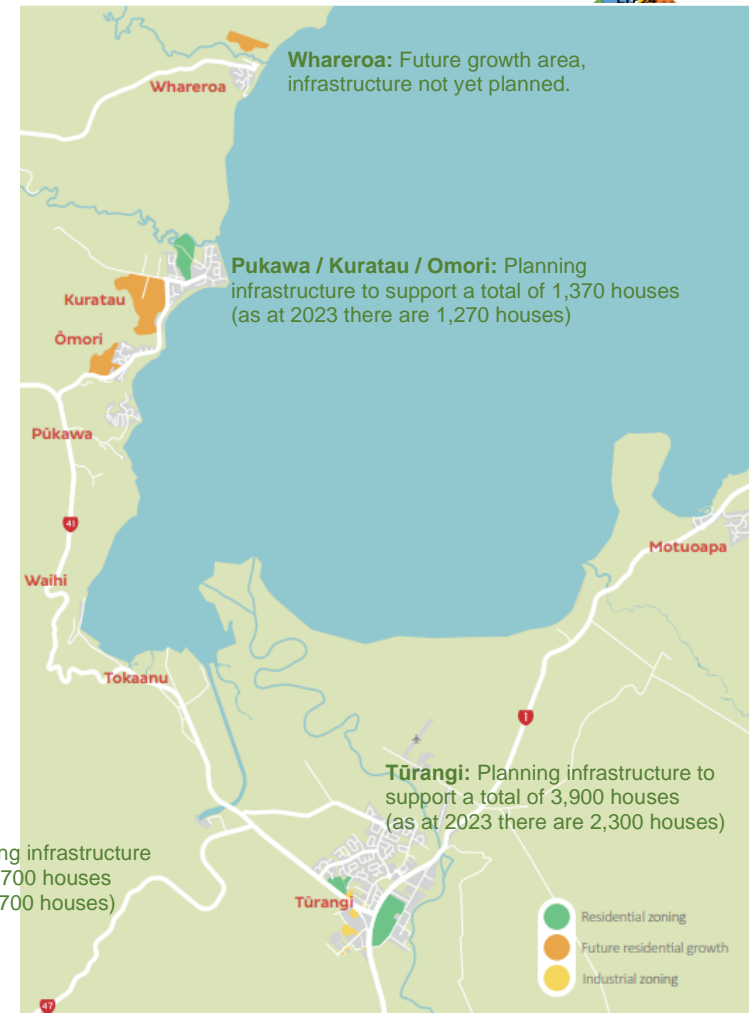 Whareroa: Future growth area,
infrastructure not yet planned.
Whareroa
Pukawa / Kuratau / Omori: Planning
infrastructure to support a total of 1,370 houses
(as at 2023 there are 1,270 houses)
Kuratau
Ōmori
Pūkawa
41
Motuoapa
Waihi
Tokaanu
1
Tūrangi: Planning infrastructure to
support a total of 3,900 houses
(as at 2023 there are 2,300 houses)
ng infrastructure
700 houses
700 houses)
Tūrangi
Residential zoning
Future residential growth
Industrial zoning
47